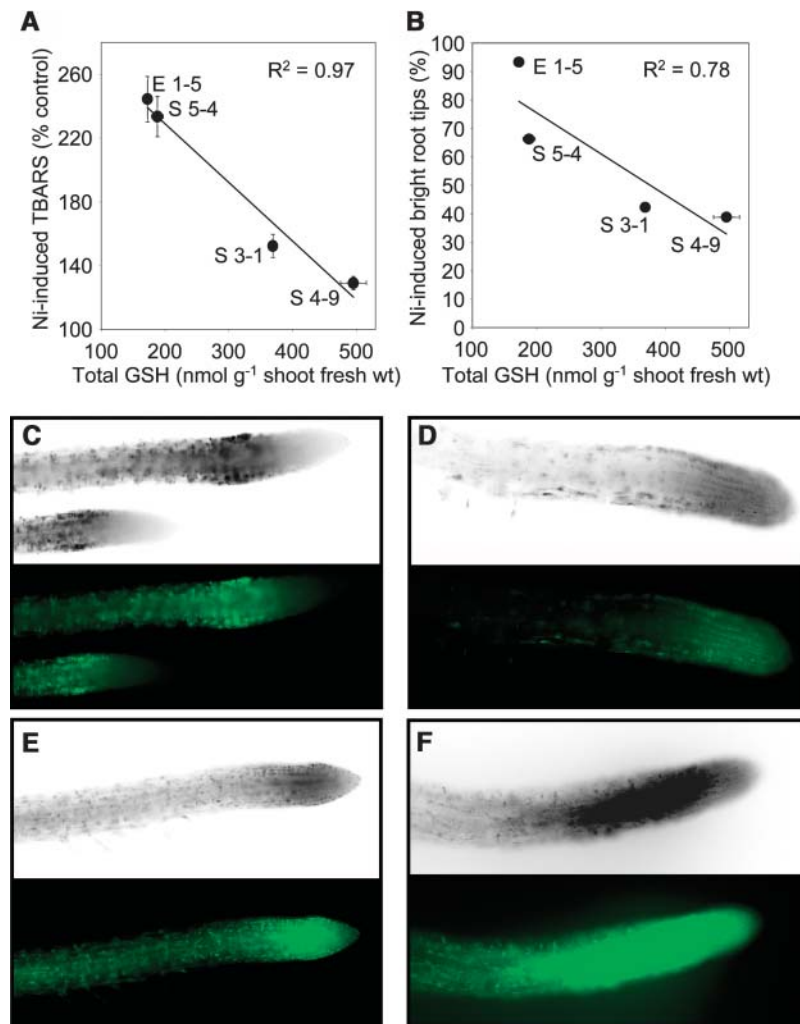 A
Ni-induced TBARS (% control)
260
220
180
140
100
R² = 0.97
E 1-5
S 5-4
S 3-1
S 4-9
100 200 300 400 500
Total GSH (nmol g⁻¹ shoot fresh wt)
B
Ni-induced bright root tips (%)
100
90
80
70
60
50
40
30
20
10
0
E 1-5
R² = 0.78
S 5-4
S 3-1
S 4-9
100 200 300 400 500
Total GSH (nmol g⁻¹ shoot fresh wt)
C
D
E
F